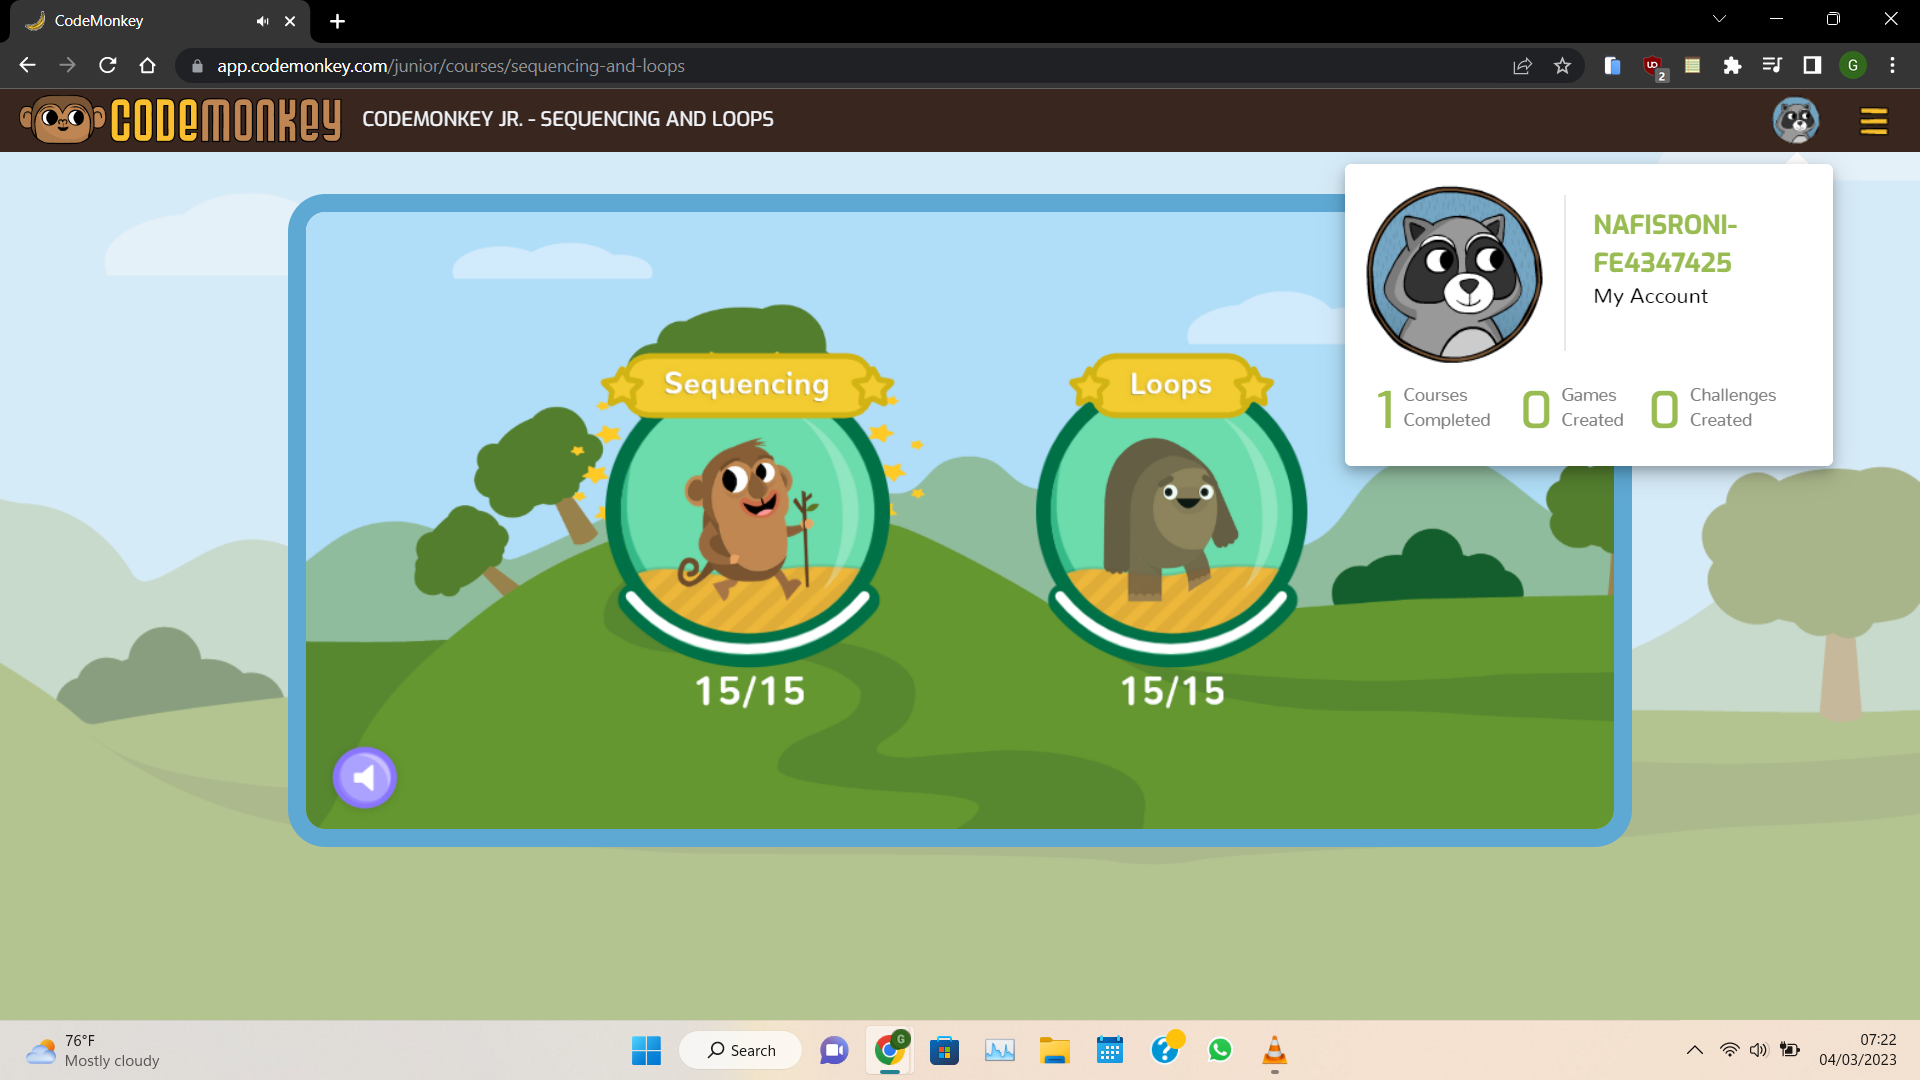 CodeMonkey
app.codemonkey.com/junior/courses/sequencing-and-loops
2
G
CODEMONKEY
CODEMONKEY JR. - SEQUENCING AND LOOPS
NAFISRONI-
FE4347425
My Account
1 Courses Completed
0 Games Created
0 Challenges Created
Sequencing
Loops
15/15
15/15
76°F
Mostly cloudy
Search
G
07:22
04/03/2023